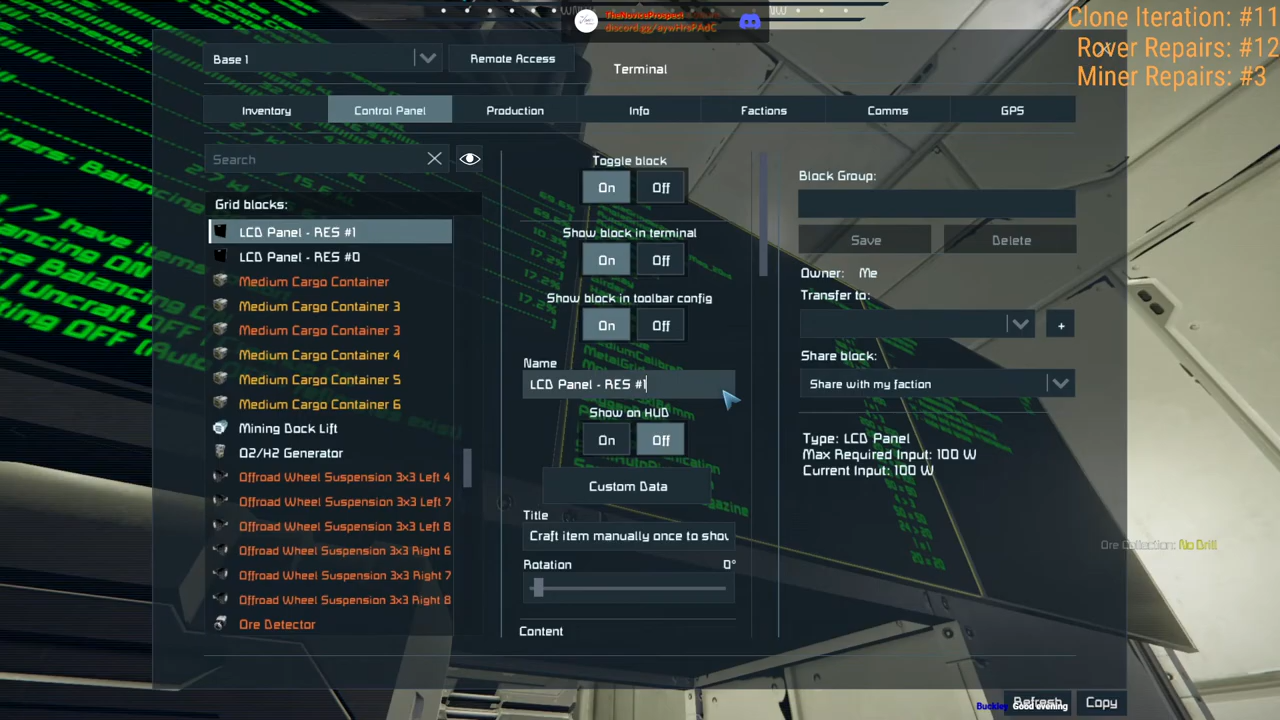 TheNoviceProspect
discord.gg/aywHrsPAdC
Clone Iteration: #11
Rover Repairs: #12
Miner Repairs: #3
Base 1
Remote Access
Terminal
Inventory
Control Panel
Production
Info
Factions
Comms
GPS
Search
Grid blocks:
LCD Panel - RES #1
LCD Panel - RES #0
Medium Cargo Container
Medium Cargo Container 3
Medium Cargo Container 3
Medium Cargo Container 4
Medium Cargo Container 5
Medium Cargo Container 6
Mining Dock Lift
O2/H2 Generator
Offroad Wheel Suspension 3x3 Left 4
Offroad Wheel Suspension 3x3 Left 7
Offroad Wheel Suspension 3x3 Left 8
Offroad Wheel Suspension 3x3 Right 6
Offroad Wheel Suspension 3x3 Right 7
Offroad Wheel Suspension 3x3 Right 8
Ore Detector
Toggle block
On Off
Show block in terminal
On Off
Show block in toolbar config
On Off
Name
LCD Panel - RES #1
Show on HUD
On Off
Custom Data
Title
Craft item manually once to shov
Rotation 0°
Content
Block Group:
Save
Delete
Owner: Me
Transfer to:
+
Share block:
Share with my faction
Type: LCD Panel
Max Required Input: 100 W
Current Input: 100 W
Ore Collection: No Drill
Refresh
Copy
Buckley: Good evening